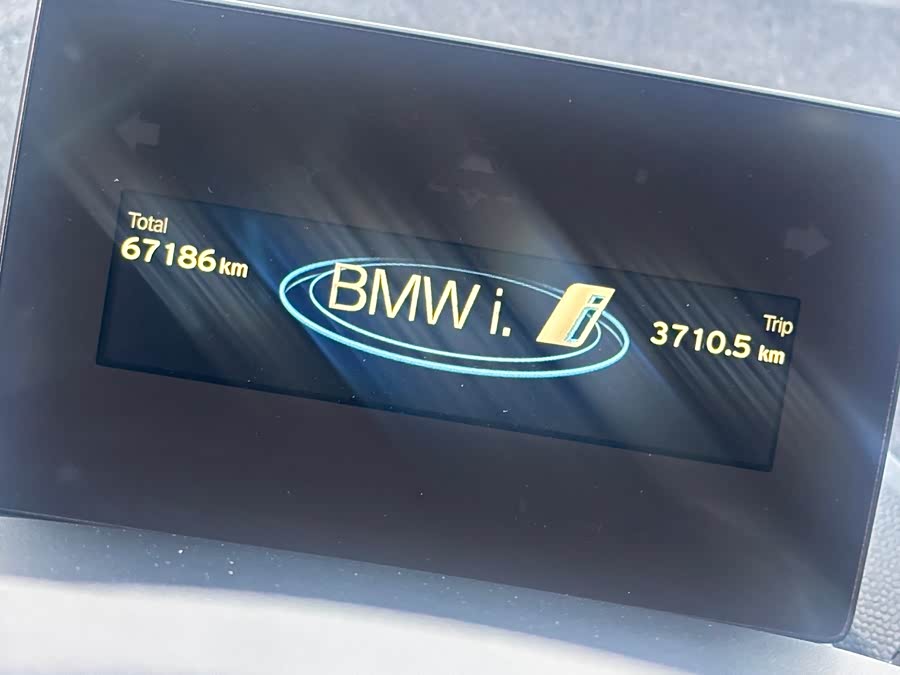 Total
67186 km
BMW i.
i
Trip
3710.5 km